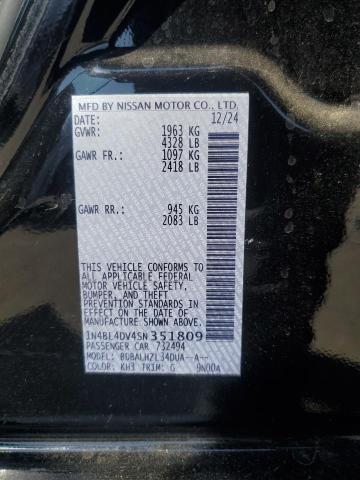 MFD BY NISSAN MOTOR CO., LTD.
DATE: 12/24
GVWR: 1963 KG
4328 LB
GAWR FR.: 1097 KG
2418 LB
GAWR RR.: 945 KG
2083 LB
THIS VEHICLE CONFORMS TO
ALL APPLICABLE FEDERAL
MOTOR VEHICLE SAFETY,
BUMPER, AND THEFT
PREVENTION STANDARDS IN
EFFECT ON THE DATE OF
MANUFACTURE SHOWN ABOVE.
1N4BL4DV4SN351809
PASSENGER CAR 732494
MODEL: BDBALHZL34DUA--A--
COLOR: KH3 TRIM: G 9N00A